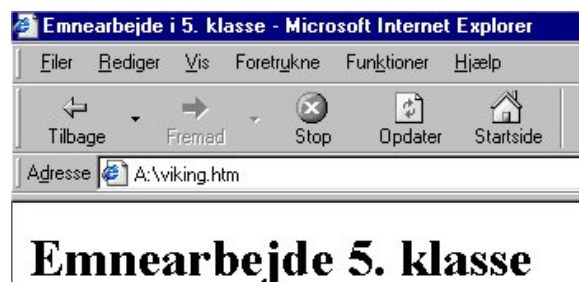 Emnearbejde i 5. klasse - Microsoft Internet Explorer
Filer Rediger Vis Foretrukne Funktioner Hjælp
Tilbage Fremad Stop Opdater Startside
Adresse A:\viking.htm
Emnearbejde 5. klasse